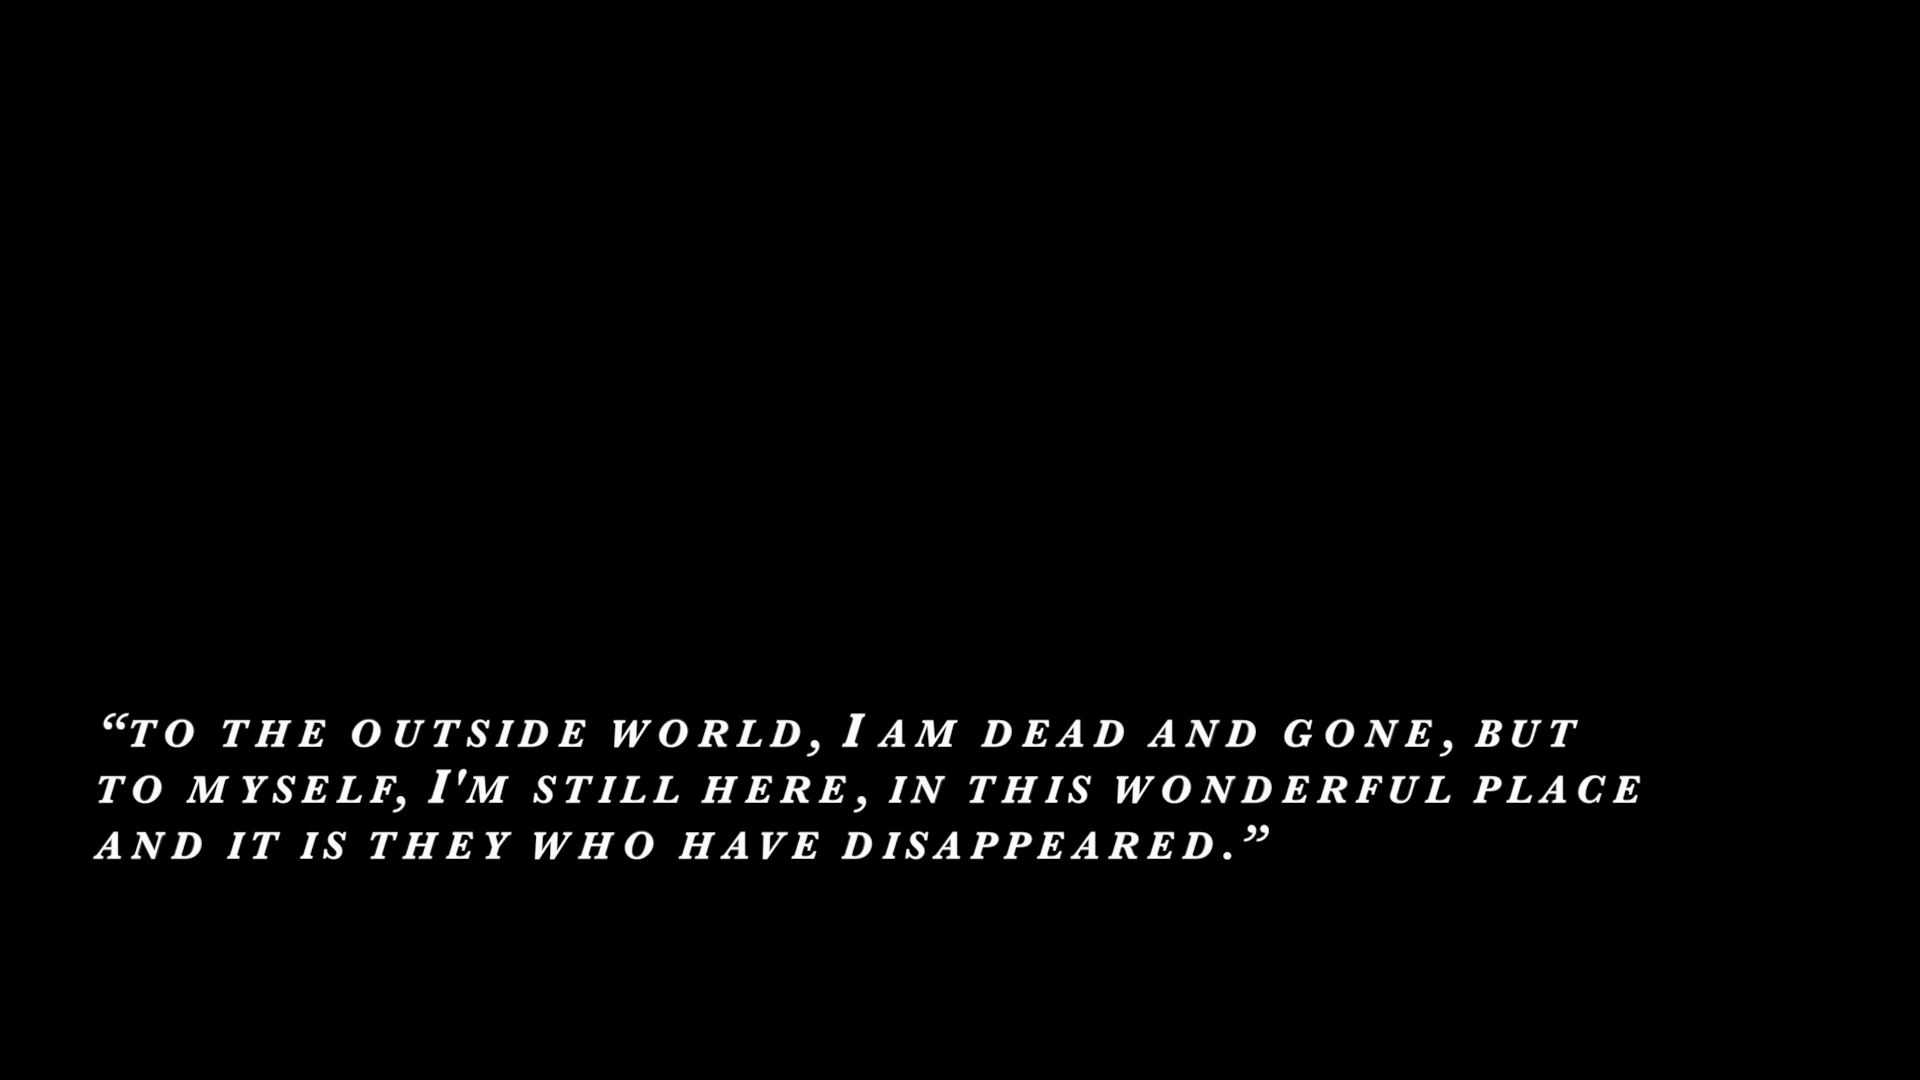 “TO THE OUTSIDE WORLD, I AM DEAD AND GONE, BUT
TO MYSELF, I'M STILL HERE, IN THIS WONDERFUL PLACE
AND IT IS THEY WHO HAVE DISAPPEARED.”